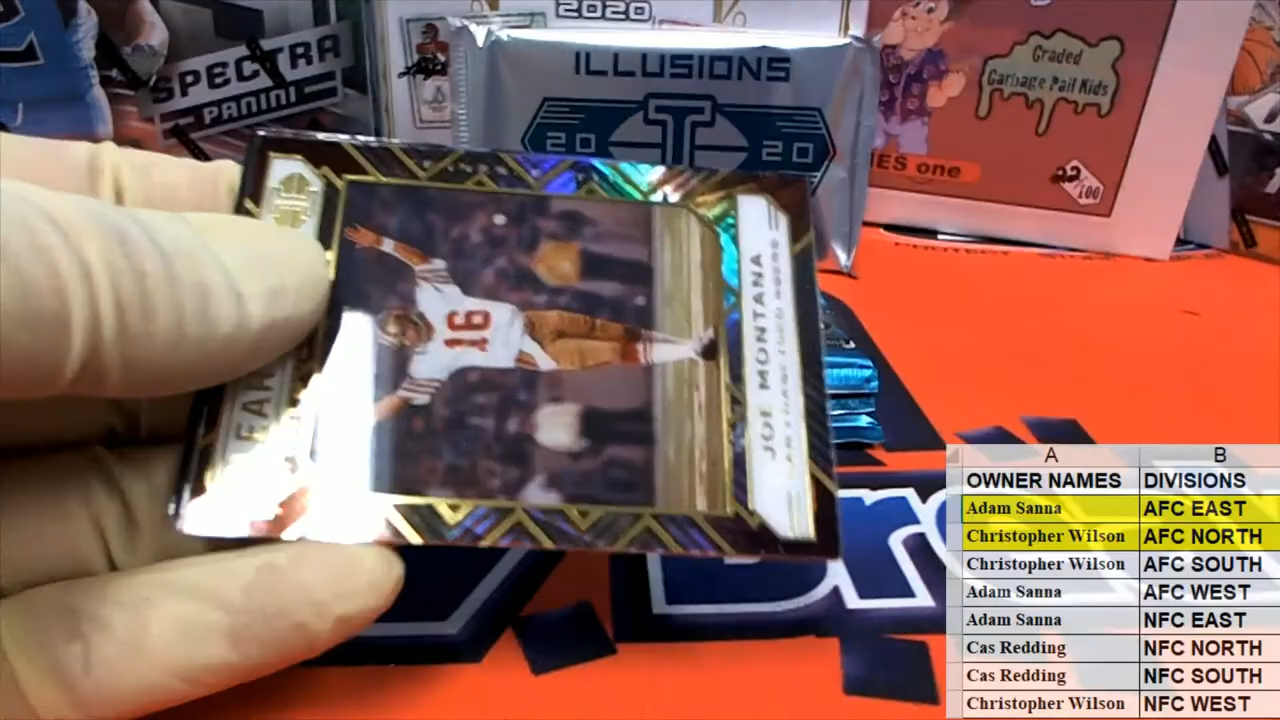 2020
SPECTRA
PANINI
ILLUSIONS
20 20
Graded
Garbage Pail Kids
IES one
22/100
16
JOE MONTANA
A B
OWNER NAMES DIVISIONS
Adam Sanna AFC EAST
Christopher Wilson AFC NORTH
Christopher Wilson AFC SOUTH
Adam Sanna AFC WEST
Adam Sanna NFC EAST
Cas Redding NFC NORTH
Cas Redding NFC SOUTH
Christopher Wilson NFC WEST